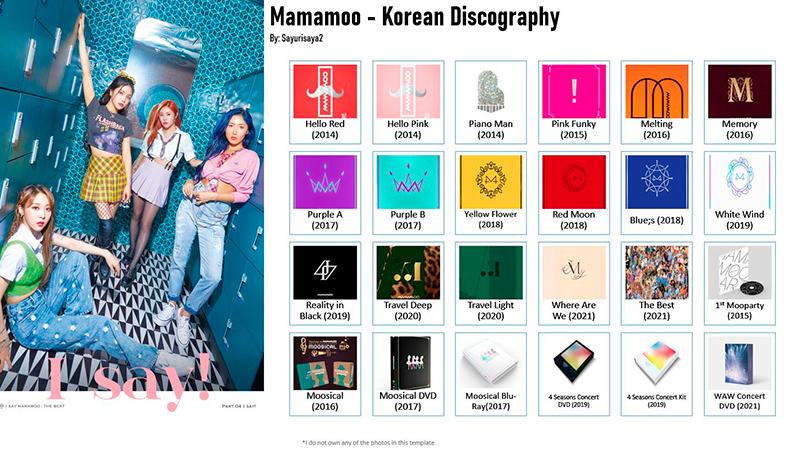 Mamamoo - Korean Discography
By: Sayurisaya2
Hello Red
(2014)
Hello Pink
(2014)
Piano Man
(2014)
Pink Funky
(2015)
Melting
(2016)
Memory
(2016)
Purple A
(2017)
Purple B
(2017)
Yellow Flower
(2018)
Red Moon
(2018)
Blue;s (2018)
White Wind
(2019)
Reality in
Black (2019)
Travel Deep
(2020)
Travel Light
(2020)
Where Are
We (2021)
The Best
(2021)
1st Mooparty
(2015)
MOOSICAL
Moosical
(2016)
Moosical DVD
(2017)
Moosical Blu-
Ray(2017)
4 Seasons Concert
DVD (2019)
4 Seasons Concert Kit
(2019)
WAW Concert
DVD (2021)
I say!
I SAY MAMAMOO : THE BEST
*I do not own any of the photos in this template.